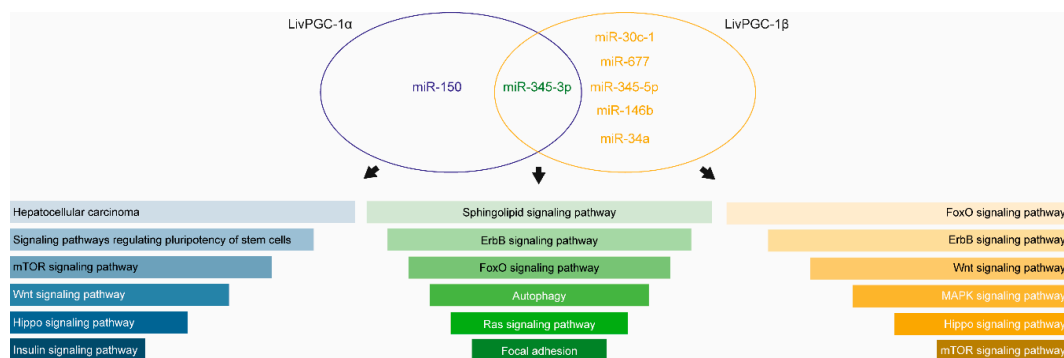 LivPGC-1α
LivPGC-1β
miR-30c-1
miR-677
miR-150
miR-345-3p
miR-345-5p
miR-146b
miR-34a
Hepatocellular carcinoma
Signaling pathways regulating pluripotency of stem cells
mTOR signaling pathway
Wnt signaling pathway
Hippo signaling pathway
Insulin signaling pathway
Sphingolipid signaling pathway
ErbB signaling pathway
FoxO signaling pathway
Autophagy
Ras signaling pathway
Focal adhesion
FoxO signaling pathway
ErbB signaling pathway
Wnt signaling pathway
MAPK signaling pathway
Hippo signaling pathway
mTOR signaling pathway